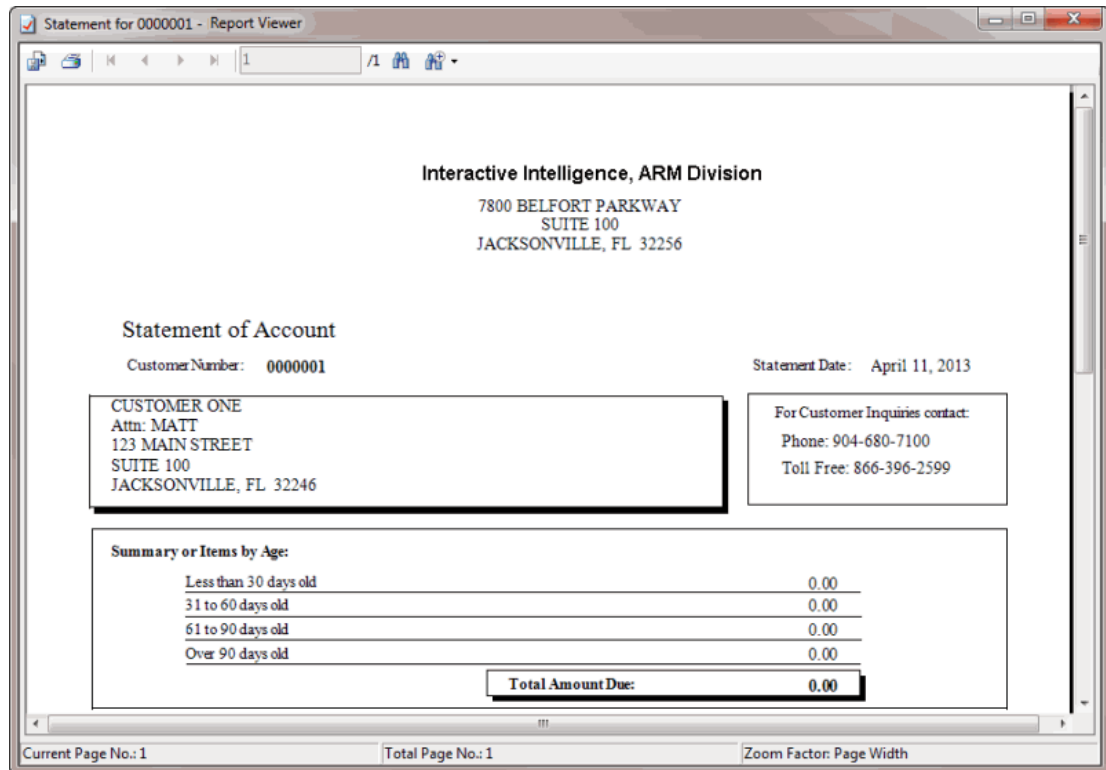 Statement for 0000001 - Report Viewer
1 /1
Interactive Intelligence, ARM Division
7800 BELFORT PARKWAY
SUITE 100
JACKSONVILLE, FL 32256
Statement of Account
Customer Number: 0000001
Statement Date: April 11, 2013
CUSTOMER ONE
Attn: MATT
123 MAIN STREET
SUITE 100
JACKSONVILLE, FL 32246
For Customer Inquiries contact:
Phone: 904-680-7100
Toll Free: 866-396-2599
Summary or Items by Age:
Less than 30 days old 0.00
31 to 60 days old 0.00
61 to 90 days old 0.00
Over 90 days old 0.00
Total Amount Due: 0.00
Current Page No.: 1 Total Page No.: 1 Zoom Factor: Page Width